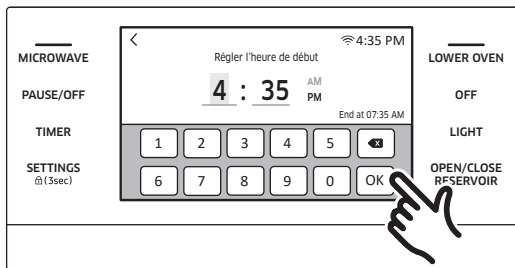 MICROWAVE
PAUSE/OFF
TIMER
SETTINGS
(3sec)
< 4:35 PM
Régler l'heure de début
4 : 35 AM
PM
End at 07:35 AM
1 2 3 4 5
6 7 8 9 0 OK
LOWER OVEN
OFF
LIGHT
OPEN/CLOSE
RESERVOIR